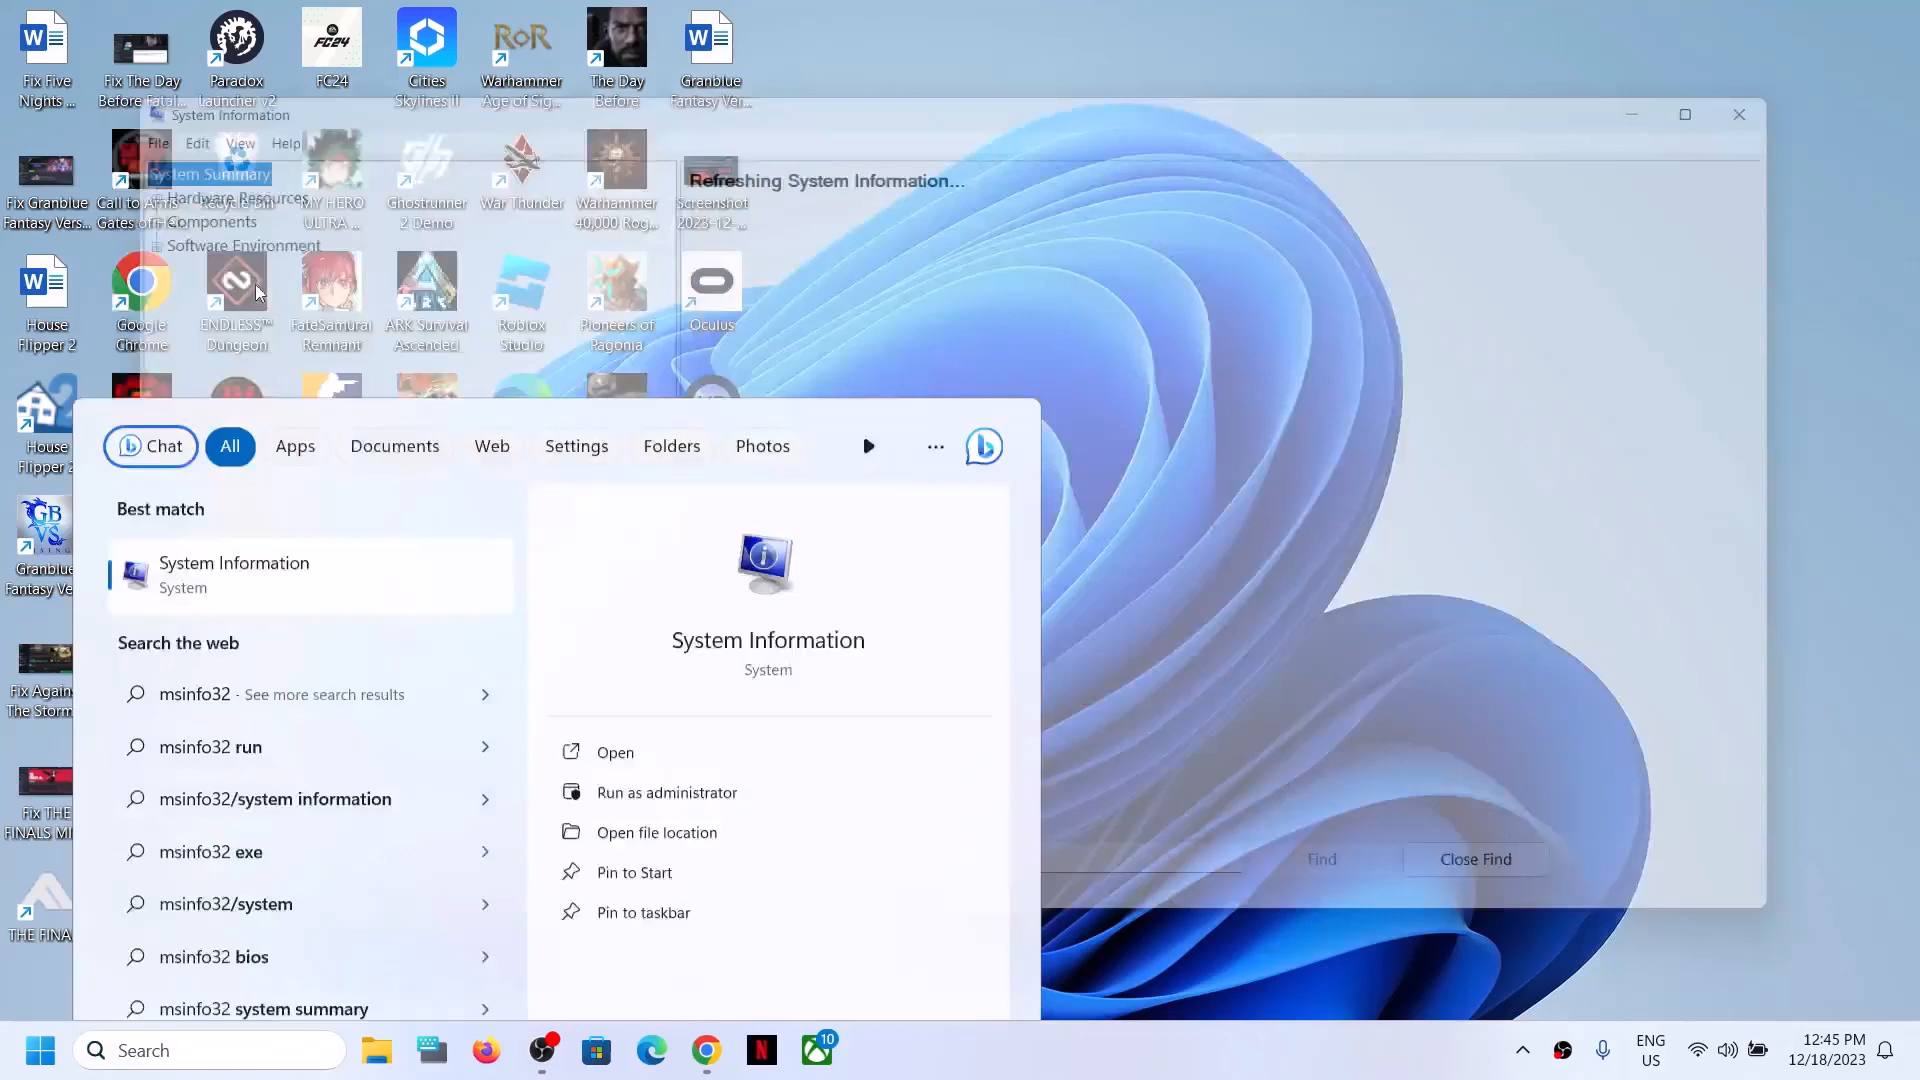 Fix Five
Nights ...
Fix The Day
Before Fatal...
Paradox
Launcher v2
FC24
Cities
Skylines II
Warhammer
Age of Sig...
The Day
Before
Granblue
Fantasy Ver...
System Information
File Edit View Help
System Summary
Hardware Resources
Components
Software Environment
Refreshing System Information...
Fix Granblue
Fantasy Vers...
Call to Arms
Gates of He...
Recycle Bin
MY HERO
ULTRA ...
Ghostrunner
2 Demo
War Thunder
Warhammer
40,000 Rog...
Screenshot
2023-12-...
House
Flipper 2
Google
Chrome
ENDLESS™
Dungeon
FateSamurai
Remnant
ARK Survival
Ascended
Roblox
Studio
Pioneers of
Pagonia
Oculus
House
Flipper 2
Granblue
Fantasy Ve
Fix Again
The Storm
Fix THE
FINALS MI
THE FINA
Chat
All
Apps
Documents
Web
Settings
Folders
Photos
...
Best match
System Information
System
Search the web
msinfo32 - See more search results
msinfo32 run
msinfo32/system information
msinfo32 exe
msinfo32/system
msinfo32 bios
msinfo32 system summary
System Information
System
Open
Run as administrator
Open file location
Pin to Start
Pin to taskbar
Find
Close Find
Search
10
ENG
US
12:45 PM
12/18/2023